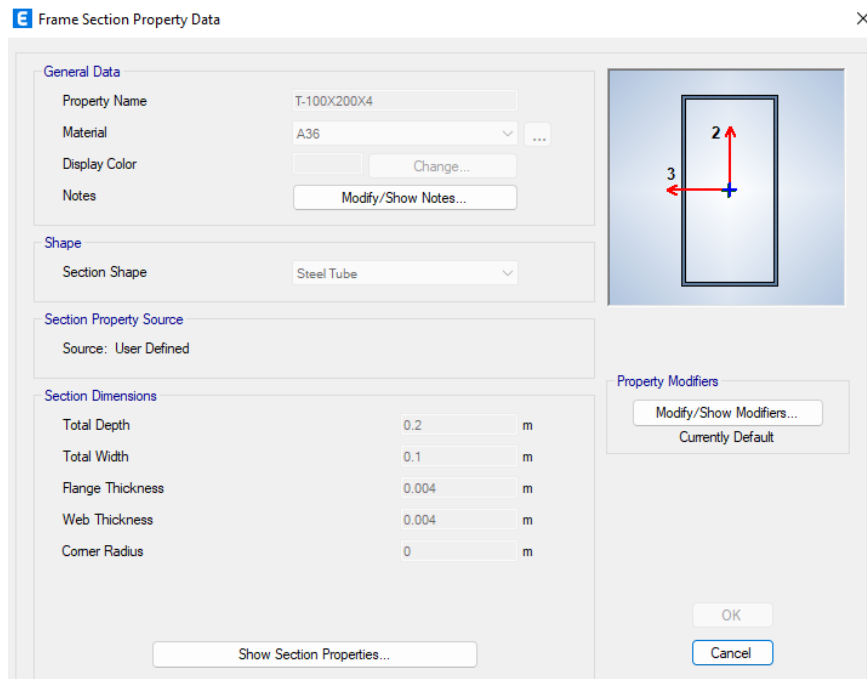 E Frame Section Property Data
General Data
Property Name T-100X200X4
Material A36 ...
Display Color Change...
Notes Modify/Show Notes...
Shape
Section Shape Steel Tube
Section Property Source
Source: User Defined
Section Dimensions
Total Depth 0.2 m
Total Width 0.1 m
Flange Thickness 0.004 m
Web Thickness 0.004 m
Corner Radius 0 m
Show Section Properties...
2
3
Property Modifiers
Modify/Show Modifiers...
Currently Default
OK
Cancel